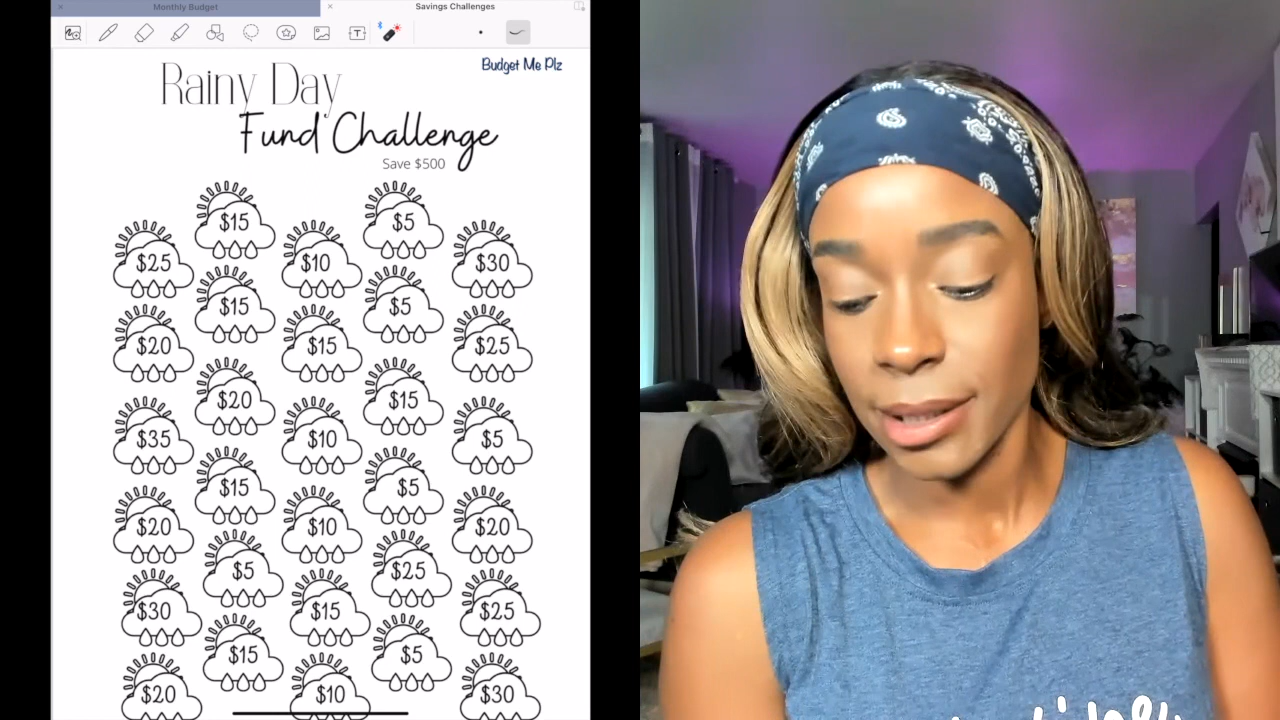 Monthly Budget
Savings Challenges
T
Budget Me Plz
Rainy Day
Fund Challenge
Save $500
$15 $5
$25 $10 $30
$15 $5
$20 $15 $25
$20 $15
$35 $10 $5
$15 $5
$20 $10 $20
$5 $25
$30 $15 $25
$15 $5
$20 $10 $30